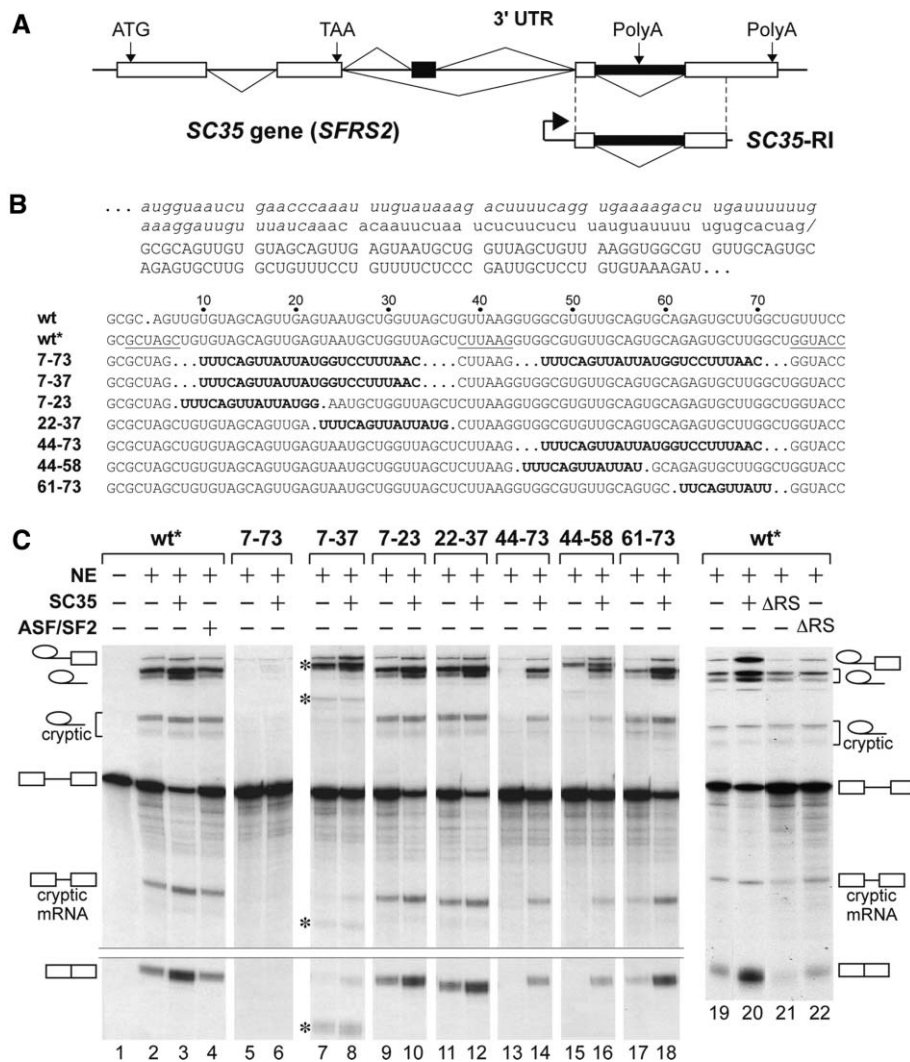 A
ATG
TAA
3' UTR
PolyA
PolyA
SC35 gene (SFRS2)
SC35-RI
B
... augguaaucu gaacccaaau uuguauaaag acuuuucagg ugaaaagacu ugauuuuuug
aaaggauugu uuaucaaac acaauucuaa ucucuucucu uauguauuuu ugugcacuag/
GCGCAGUUGU GUAGCAGUUG AGUAAUGCUG GUUAGCUGUU AAGGUGGCGU GUUGCAGUGC
AGAGUGCUUG GCUGUUUCCU GUUUUCUCCC GAUUGCUCCU GUGUAAAGAU...
10 20 30 40 50 60 70
wt GCGC.AGUUGUGUAGCAGUUGAGUAAUGCUGGUUAGCUGUUAAGGUGGCGUGUUGCAGUGCAGAGUGCUUGGCUGUUUCC
wt* GCGCUAGCUGUGUAGCAGUUGAGUAAUGCUGGUUAGCUCUUAAGGUGGCGUGUUGCAGUGCAGAGUGCUUGGCUGGUACC
7-73 GCGCUAG...UUUCAGUUAUUAUGGUCCUUUAAC....CUUAAG...UUUCAGUUAUUAUGGUCCUUUAAC...GGUACC
7-37 GCGCUAG...UUUCAGUUAUUAUGGUCCUUUAAC....CUUAAGGUGGCGUGUUGCAGUGCAGAGUGCUUGGCUGGUACC
7-23 GCGCUAG.UUUCAGUUAUUAUGG.AAUGCUGGUUAGCUCUUAAGGUGGCGUGUUGCAGUGCAGAGUGCUUGGCUGGUACC
22-37 GCGCUAGCUGUGUAGCAGUUGA.UUUCAGUUAUUAUG.CUUAAGGUGGCGUGUUGCAGUGCAGAGUGCUUGGCUGGUACC
44-73 GCGCUAGCUGUGUAGCAGUUGAGUAAUGCUGGUUAGCUCUUAAG...UUUCAGUUAUUAUGGUCCUUUAAC...GGUACC
44-58 GCGCUAGCUGUGUAGCAGUUGAGUAAUGCUGGUUAGCUCUUAAG.UUUCAGUUAUUAU.GCAGAGUGCUUGGCUGGUACC
61-73 GCGCUAGCUGUGUAGCAGUUGAGUAAUGCUGGUUAGCUCUUAAGGUGGCGUGUUGCAGUGC.UUCAGUUAUU..GGUACC
C
wt* 7-73 7-37 7-23 22-37 44-73 44-58 61-73 wt*
NE − + + + + + + + + + + + + + + + + + + + + +
SC35 − − + − − + − + − + − + − + − + − + − + ΔRS −
ASF/SF2 − − − + − − − − − − − − − − − − − − − − − ΔRS
*
*
cryptic
cryptic
cryptic
mRNA
cryptic
mRNA
*
*
1 2 3 4 5 6 7 8 9 10 11 12 13 14 15 16 17 18 19 20 21 22